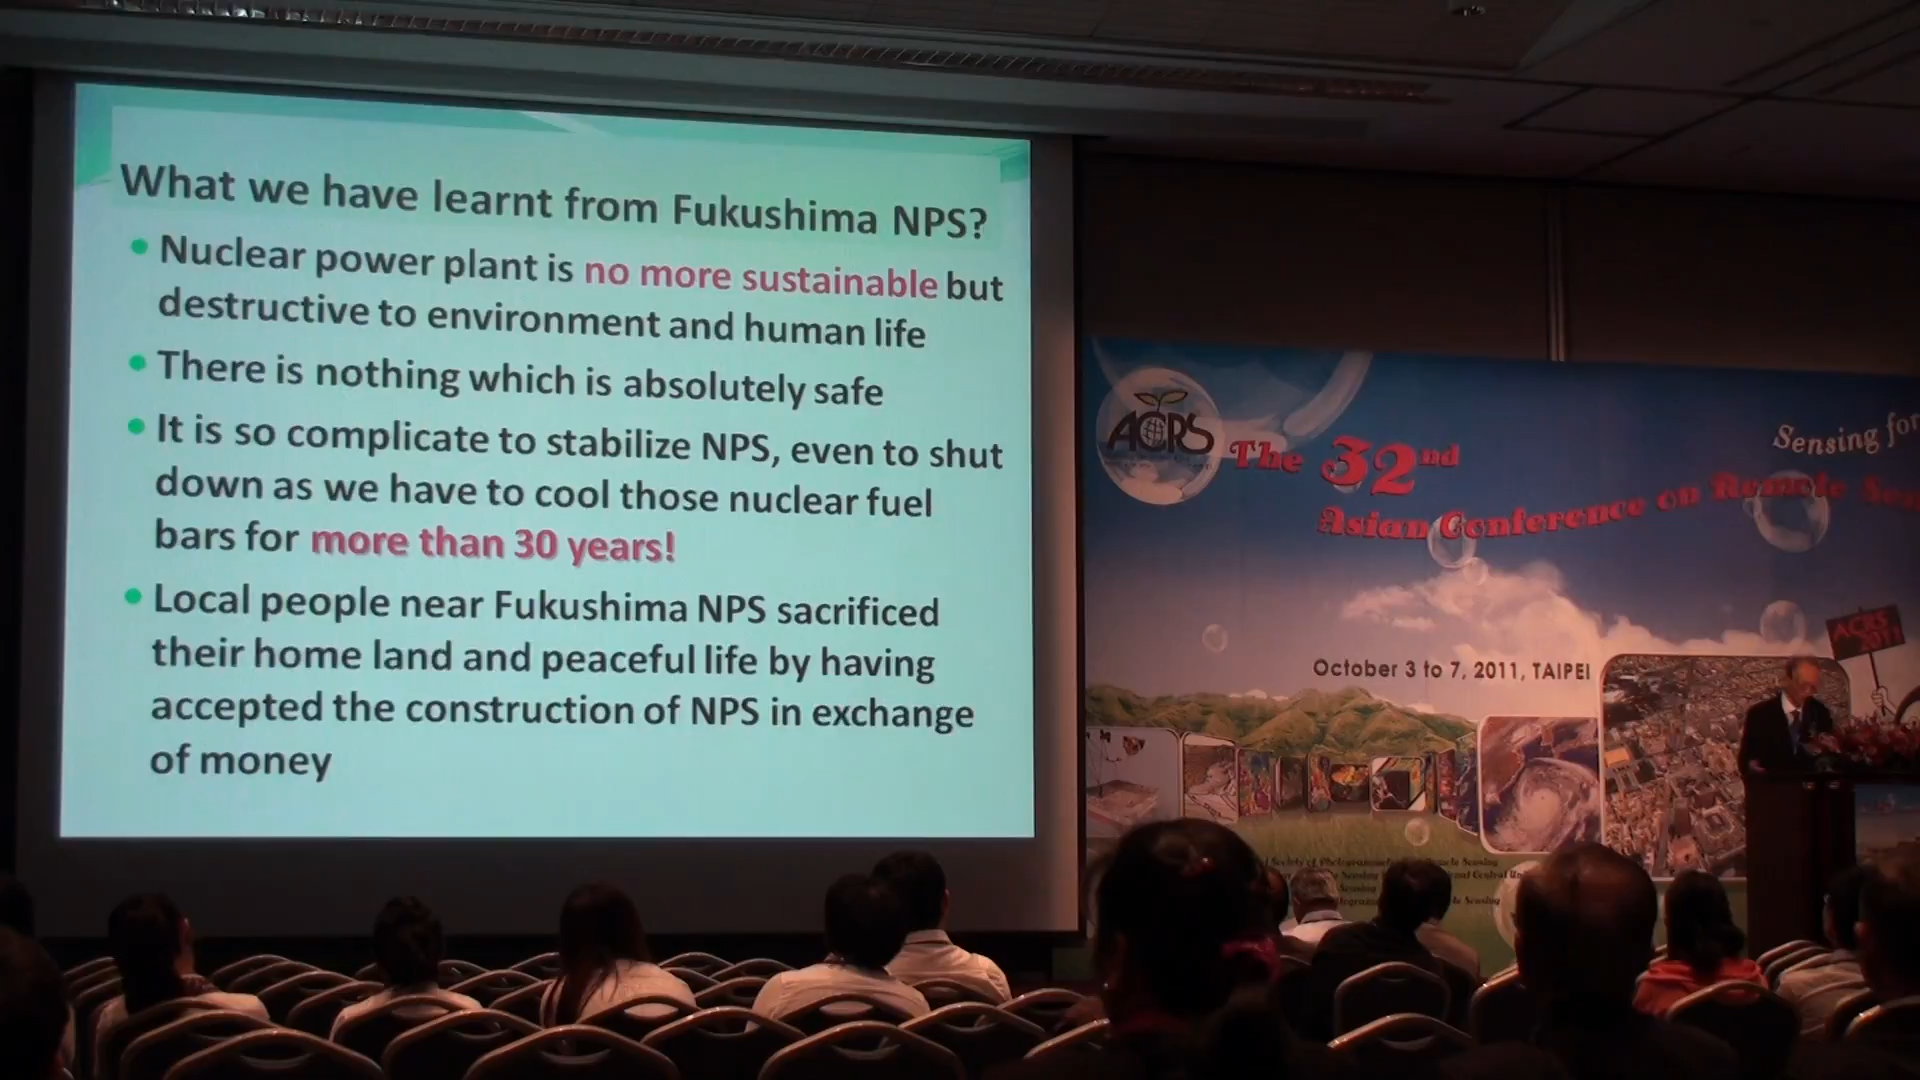 What we have learnt from Fukushima NPS?
• Nuclear power plant is no more sustainable but
destructive to environment and human life
• There is nothing which is absolutely safe
• It is so complicate to stabilize NPS, even to shut
down as we have to cool those nuclear fuel
bars for more than 30 years!
• Local people near Fukushima NPS sacrificed
their home land and peaceful life by having
accepted the construction of NPS in exchange
of money
ACRS
The 32nd
Sensing for
Asian Conference on Remote
October 3 to 7, 2011, TAIPEI
ACRS
2011